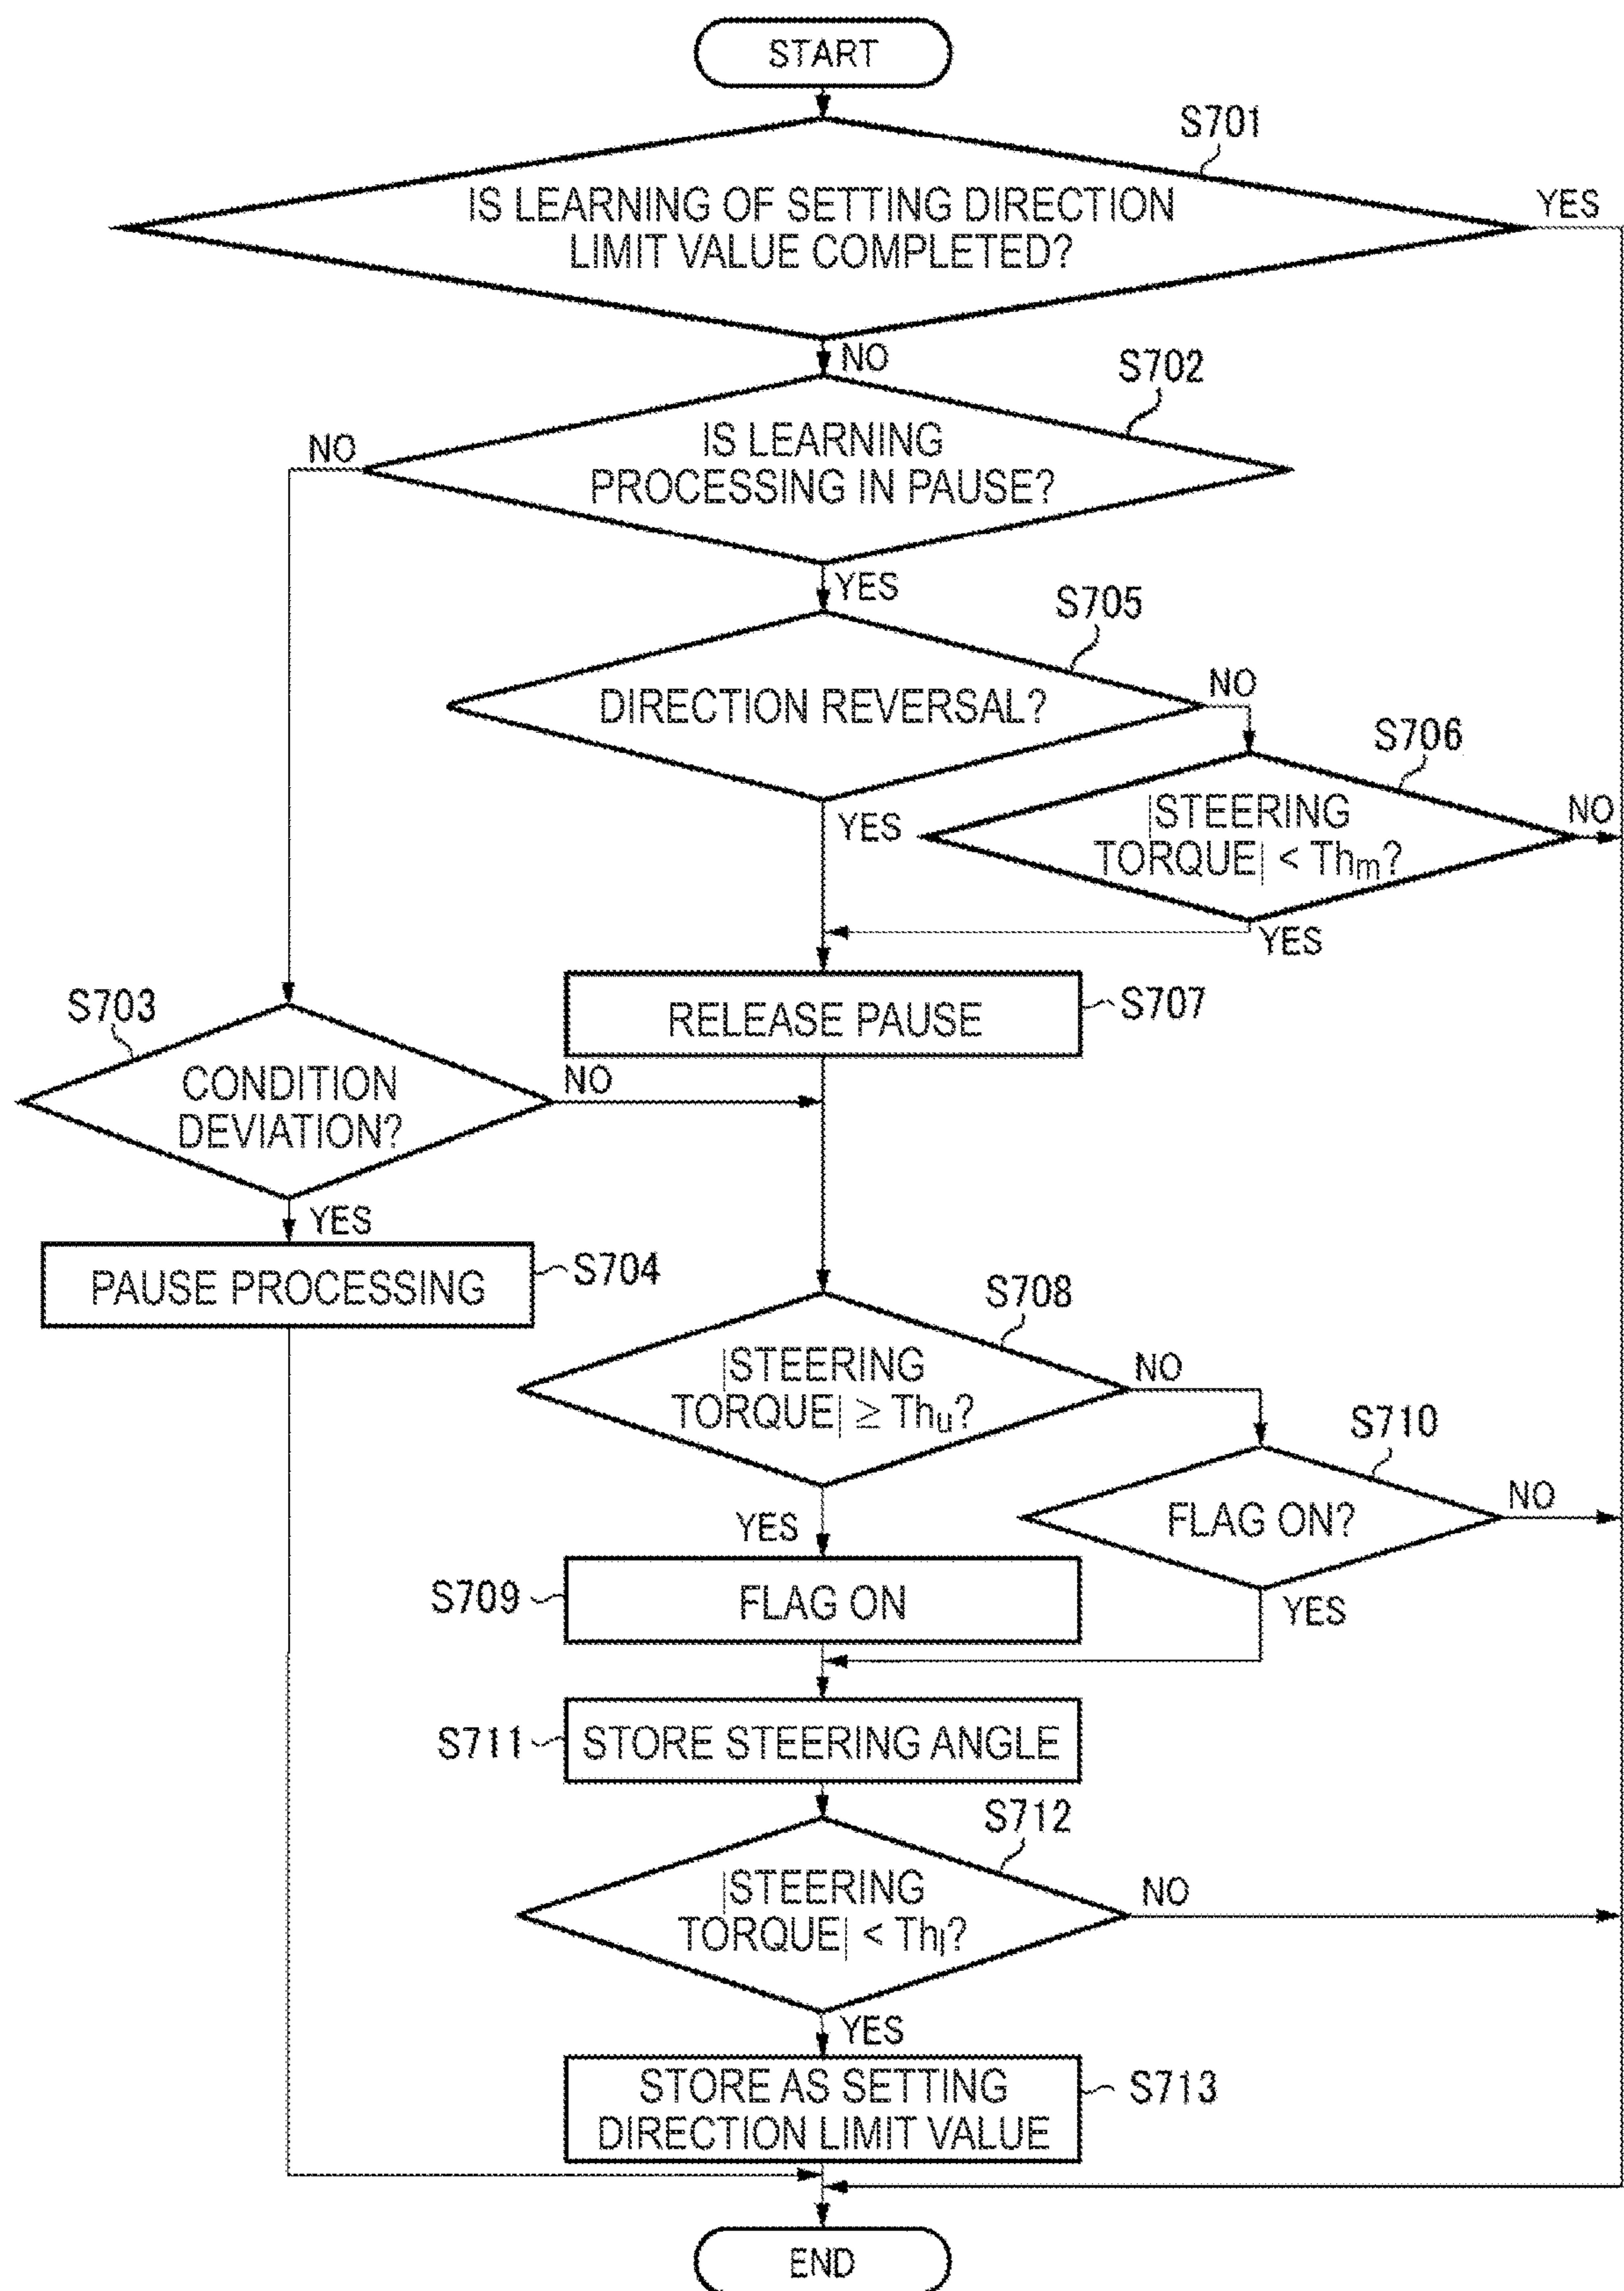 START
S701
IS LEARNING OF SETTING DIRECTION
LIMIT VALUE COMPLETED?
YES
NO
S702
IS LEARNING
PROCESSING IN PAUSE?
NO
YES
S705
DIRECTION REVERSAL?
NO
S706
|STEERING
TORQUE| < Thm?
NO
YES
YES
S707
RELEASE PAUSE
S703
CONDITION
DEVIATION?
NO
YES
PAUSE PROCESSING
S704
S708
|STEERING
TORQUE| ≥ Thu?
NO
S710
FLAG ON?
NO
YES
YES
S709
FLAG ON
S711
STORE STEERING ANGLE
S712
|STEERING
TORQUE| < Thl?
NO
YES
STORE AS SETTING
DIRECTION LIMIT VALUE
S713
END